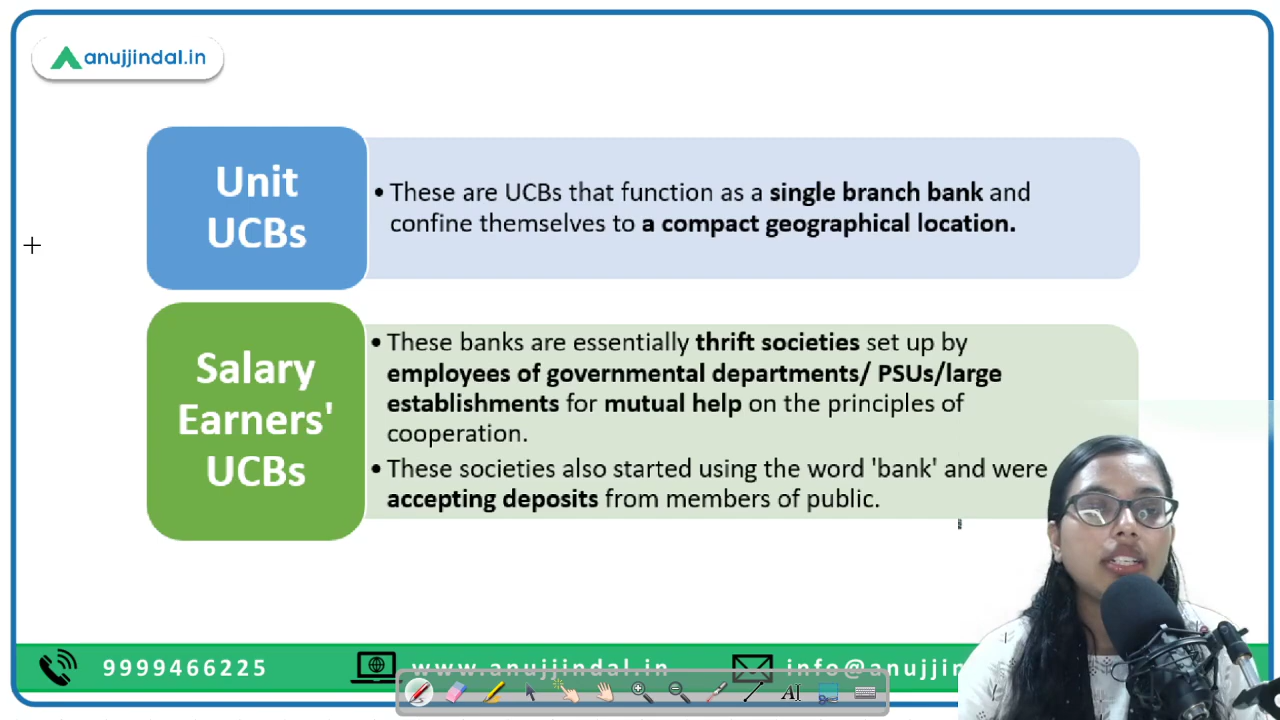 anujjindal.in
Unit
UCBs
• These are UCBs that function as a single branch bank and
confine themselves to a compact geographical location.
Salary
Earners'
UCBs
• These banks are essentially thrift societies set up by
employees of governmental departments/ PSUs/large
establishments for mutual help on the principles of
cooperation.
• These societies also started using the word 'bank' and were
accepting deposits from members of public.
9999466225
www.anujjindal.in
info@anujjin
AI